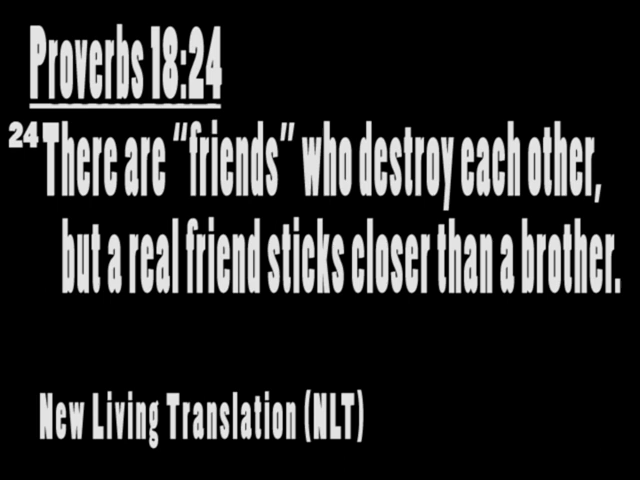 Proverbs 18:24
24 There are “friends” who destroy each other,
but a real friend sticks closer than a brother.
New Living Translation (NLT)